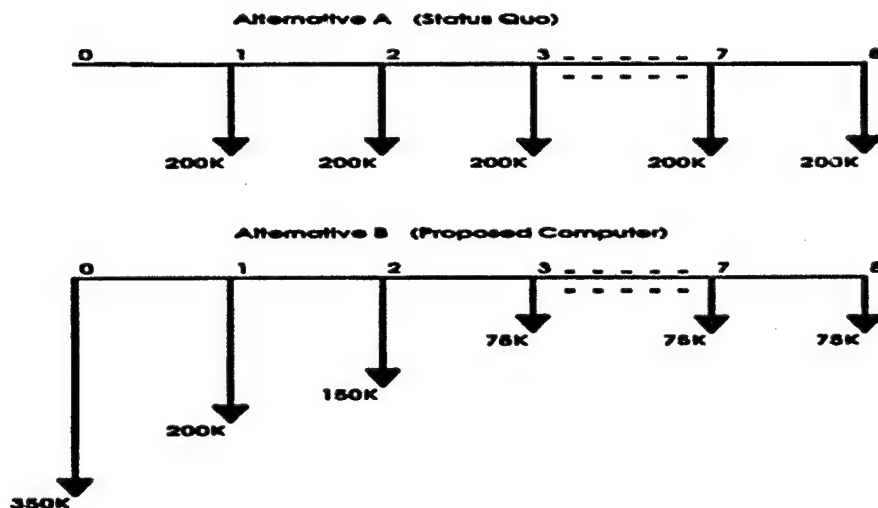 Alternative A (Status Quo)
0 1 2 3 7 8
200K 200K 200K 200K 200K
Alternative B (Proposed Computer)
0 1 2 3 7 8
75K 75K 75K
150K
200K
350K